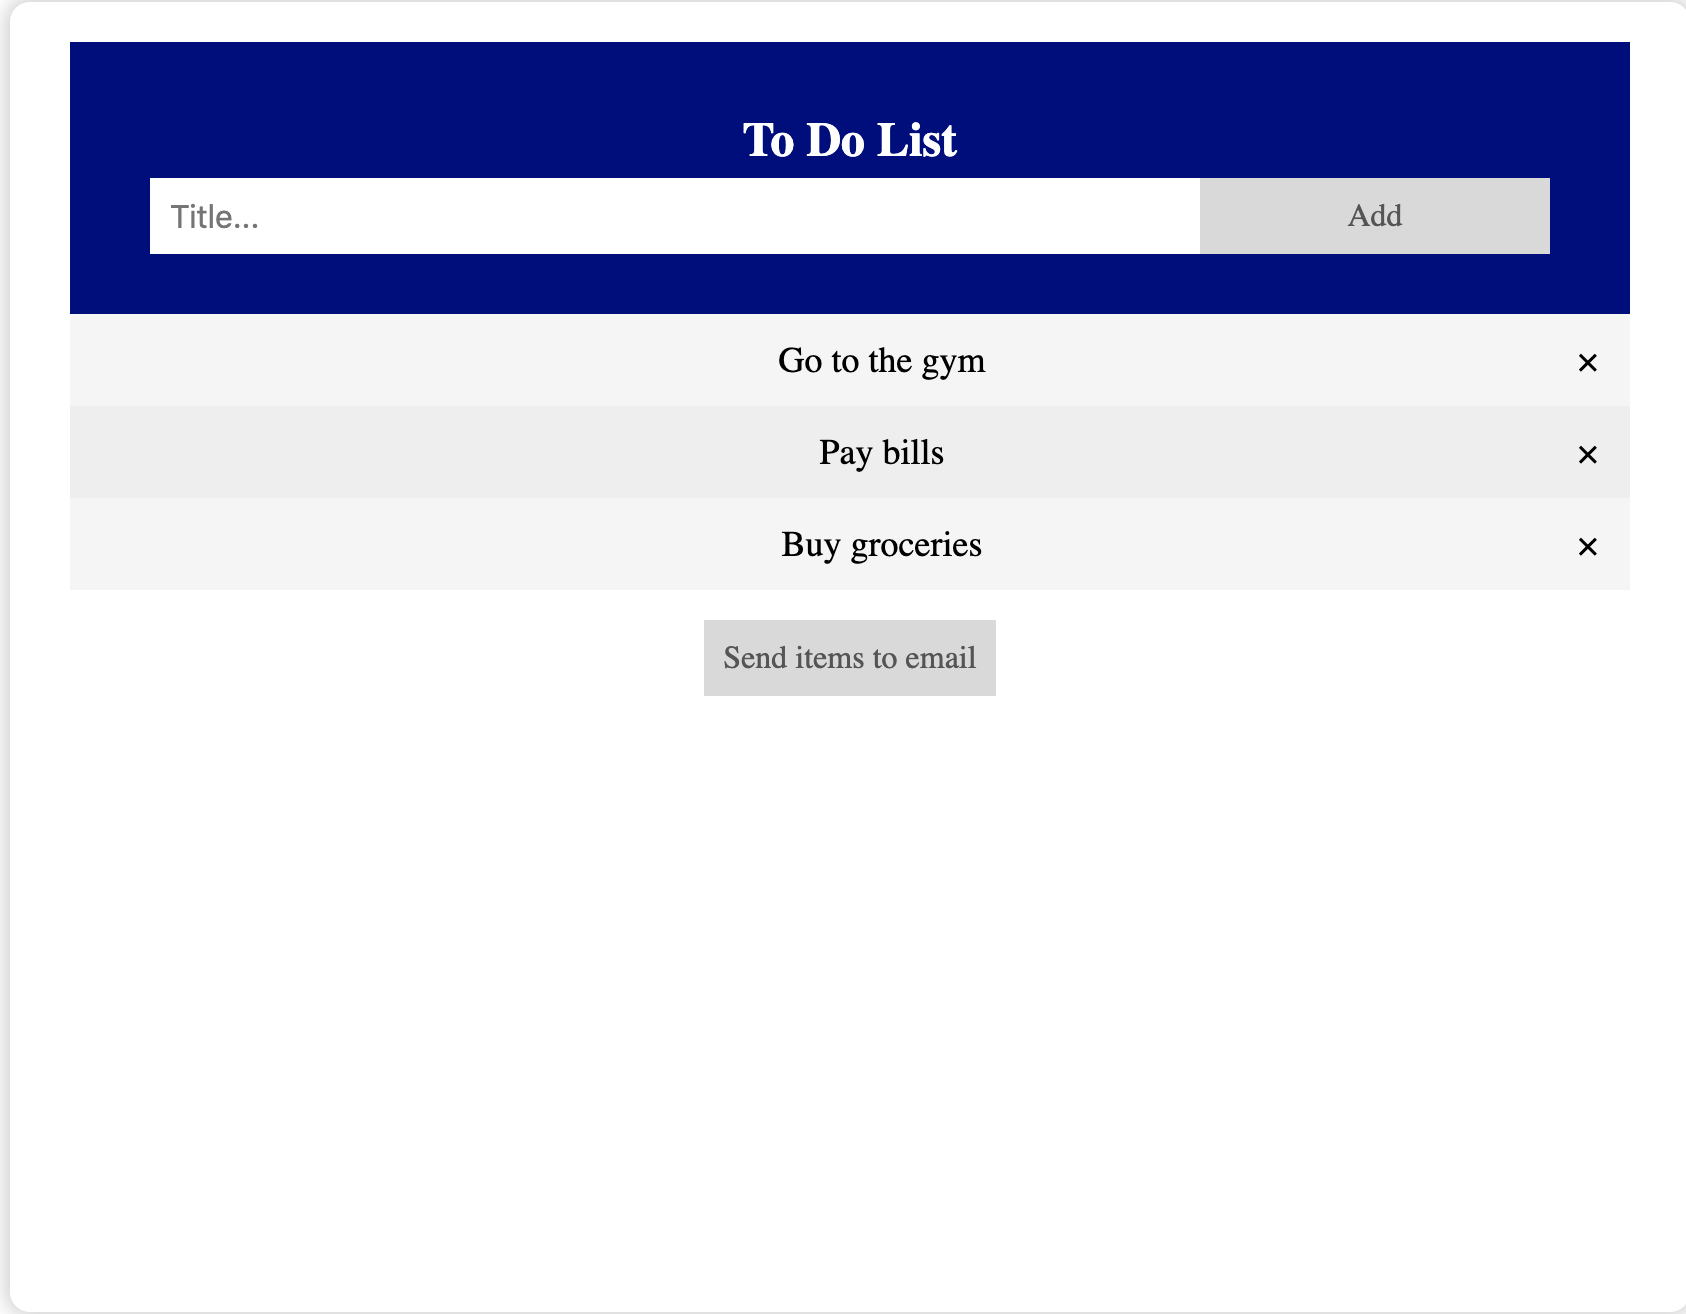 To Do List
Title...
Add
Go to the gym ×
Pay bills ×
Buy groceries ×
Send items to email